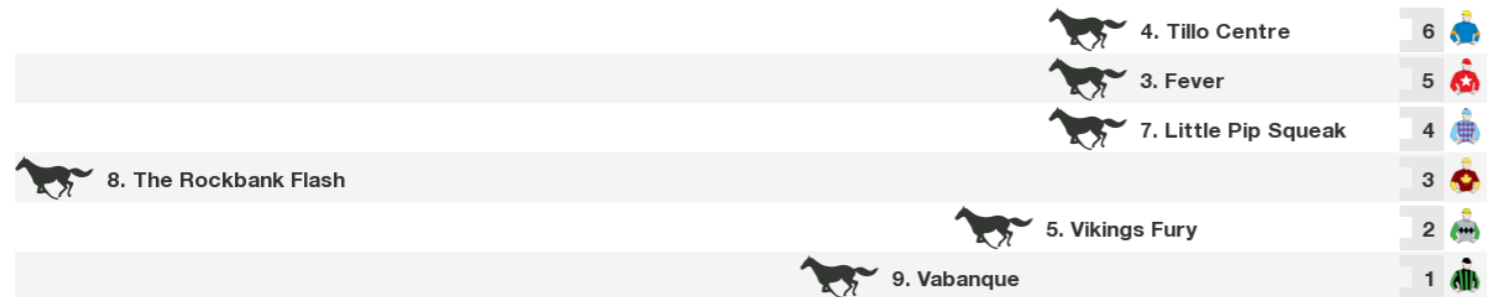 4. Tillo Centre 6
3. Fever 5
7. Little Pip Squeak 4
8. The Rockbank Flash 3
5. Vikings Fury 2
9. Vabanque 1